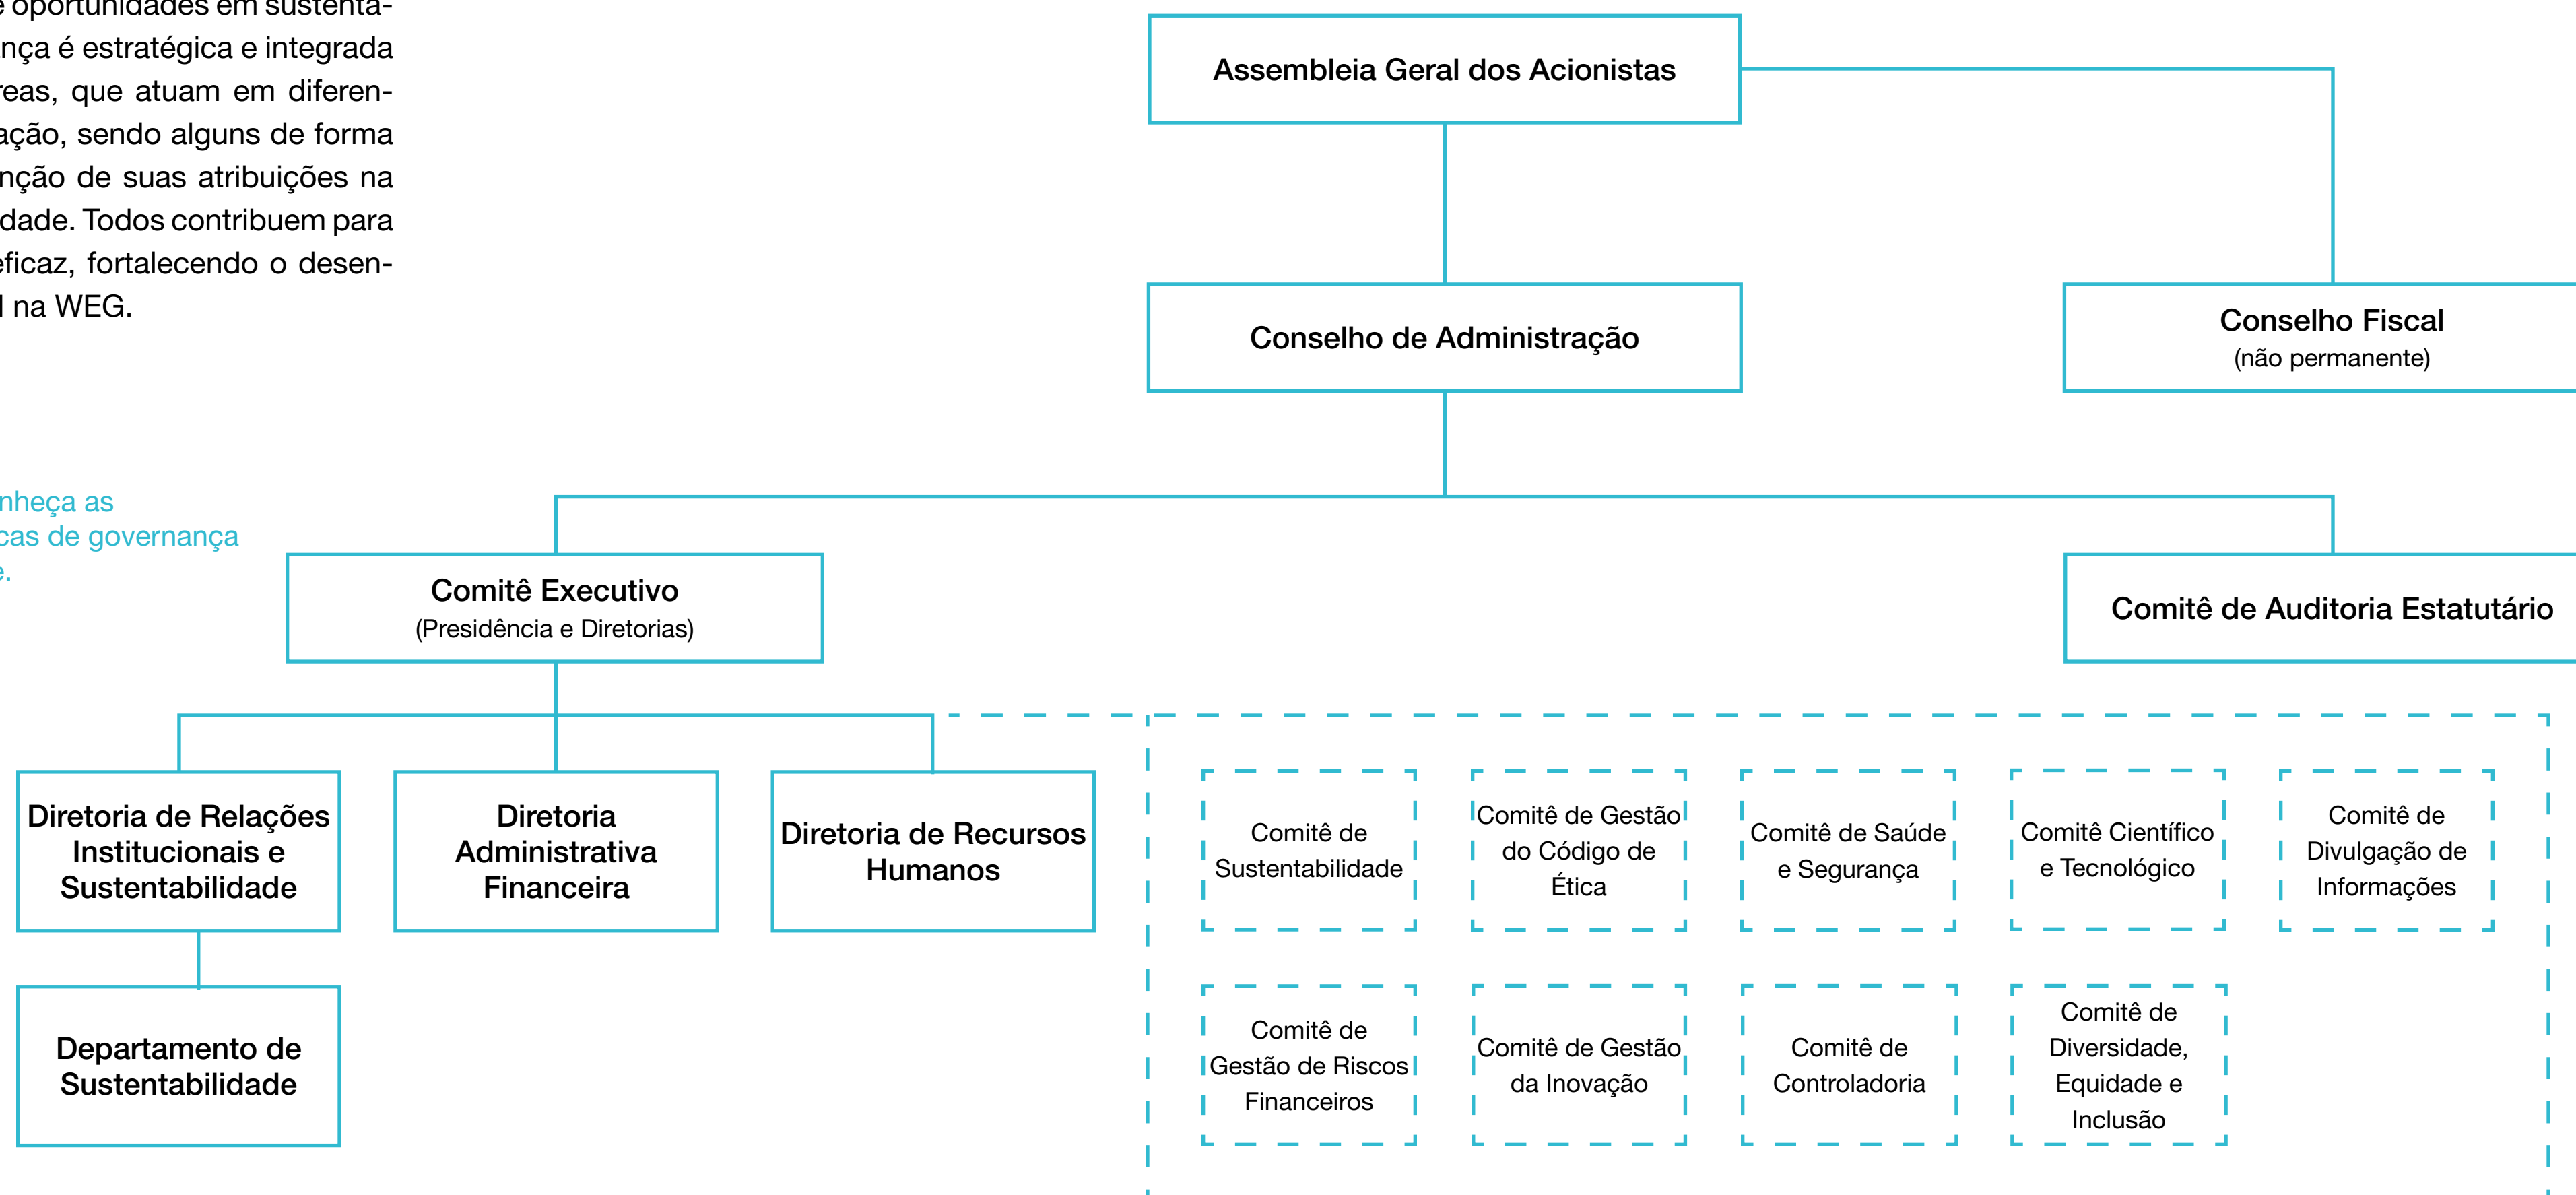 e oportunidades em sustenta-
nça é estratégica e integrada
reas, que atuam em diferen-
ação, sendo alguns de forma
nção de suas atribuições na
idade. Todos contribuem para
eficaz, fortalecendo o desen-
l na WEG.
nheça as
cas de governança
e.
Assembleia Geral dos Acionistas
Conselho de Administração
Conselho Fiscal
(não permanente)
Comitê Executivo
(Presidência e Diretorias)
Comitê de Auditoria Estatutário
Diretoria de Relações
Institucionais e
Sustentabilidade
Diretoria
Administrativa
Financeira
Diretoria de Recursos
Humanos
Comitê de
Sustentabilidade
Comitê de Gestão
do Código de
Ética
Comitê de Saúde
e Segurança
Comitê Científico
e Tecnológico
Comitê de
Divulgação de
Informações
Departamento de
Sustentabilidade
Comitê de
Gestão de Riscos
Financeiros
Comitê de Gestão
da Inovação
Comitê de
Controladoria
Comitê de
Diversidade,
Equidade e
Inclusão